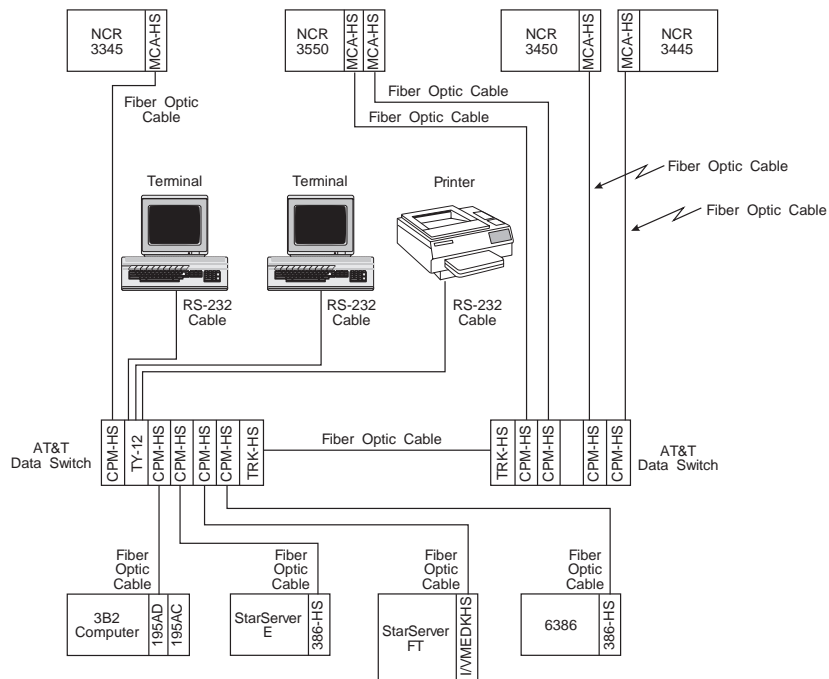 NCR
3345
MCA-HS
NCR
3550
MCA-HS
MCA-HS
NCR
3450
MCA-HS
MCA-HS
NCR
3445
Fiber Optic
Cable
Fiber Optic Cable
Fiber Optic Cable
Fiber Optic Cable
Fiber Optic Cable
Terminal
Terminal
Printer
RS-232
Cable
RS-232
Cable
RS-232
Cable
AT&T
Data Switch
CPM-HS
TY-12
CPM-HS
CPM-HS
CPM-HS
CPM-HS
TRK-HS
Fiber Optic Cable
TRK-HS
CPM-HS
CPM-HS
CPM-HS
CPM-HS
AT&T
Data Switch
Fiber
Optic
Cable
Fiber
Optic
Cable
Fiber
Optic
Cable
Fiber
Optic
Cable
3B2
Computer
195AD
195AC
StarServer
E
386-HS
StarServer
FT
I/VMEDKHS
6386
386-HS